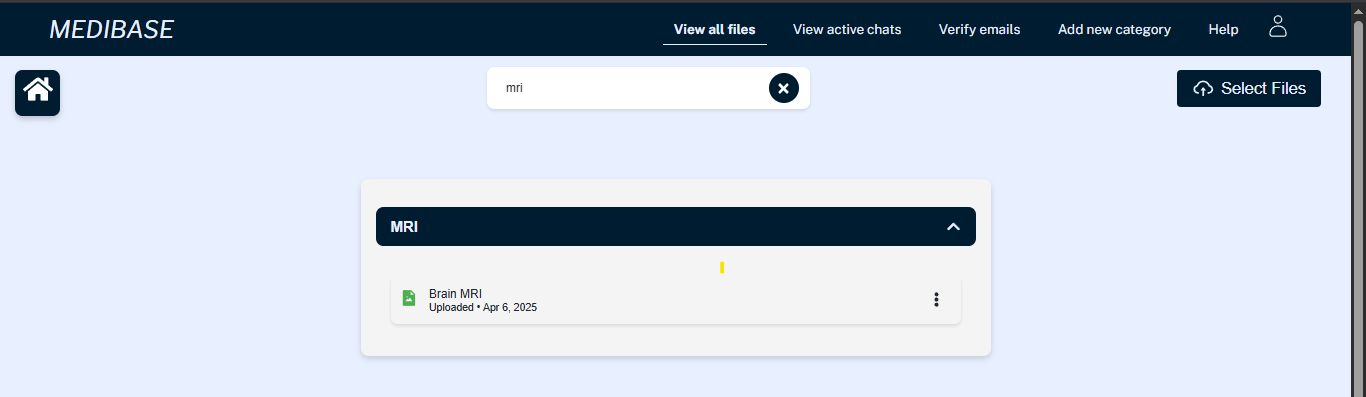 MEDIBASE
View all files
View active chats
Verify emails
Add new category
Help
mri
Select Files
MRI
Brain MRI
Uploaded • Apr 6, 2025